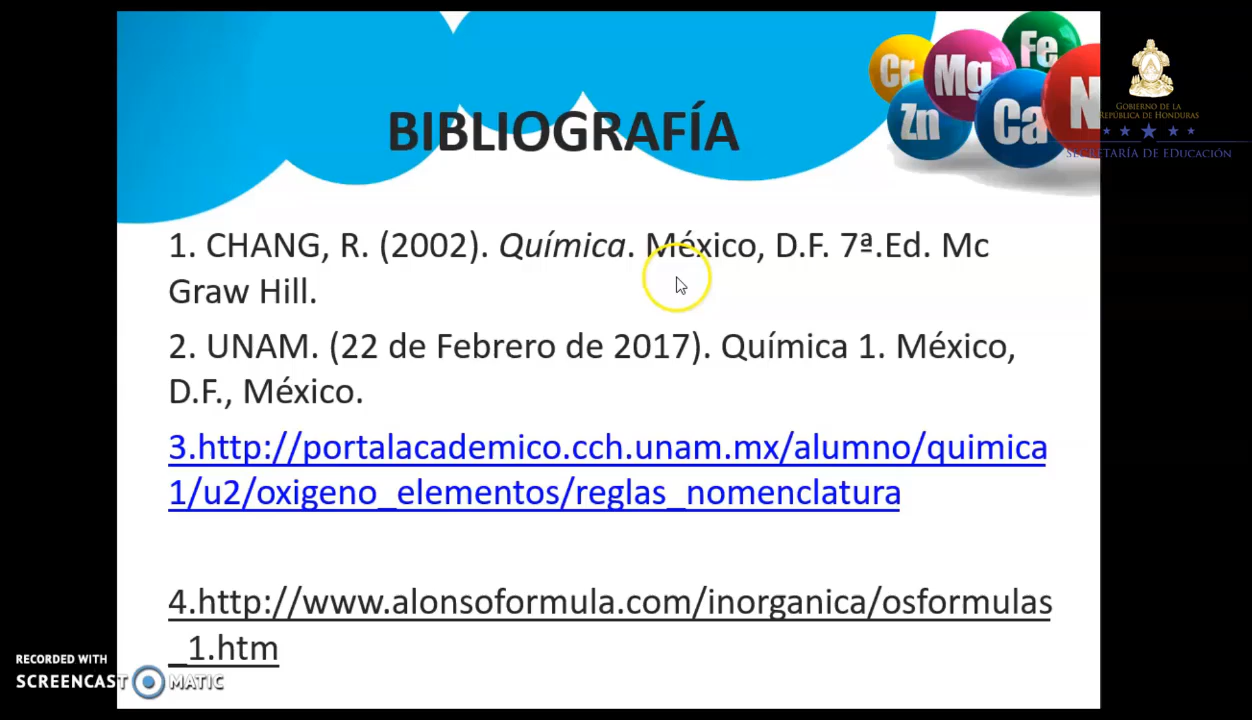 Cr
Mg
Fe
Zn
Ca
N
GOBIERNO DE LA
REPÚBLICA DE HONDURAS
SECRETARÍA DE EDUCACIÓN
BIBLIOGRAFÍA
1. CHANG, R. (2002). Química. México, D.F. 7ª.Ed. Mc
Graw Hill.
2. UNAM. (22 de Febrero de 2017). Química 1. México,
D.F., México.
3.http://portalacademico.cch.unam.mx/alumno/quimica
1/u2/oxigeno_elementos/reglas_nomenclatura
4.http://www.alonsoformula.com/inorganica/osformulas
_1.htm
RECORDED WITH
SCREENCAST MATIC